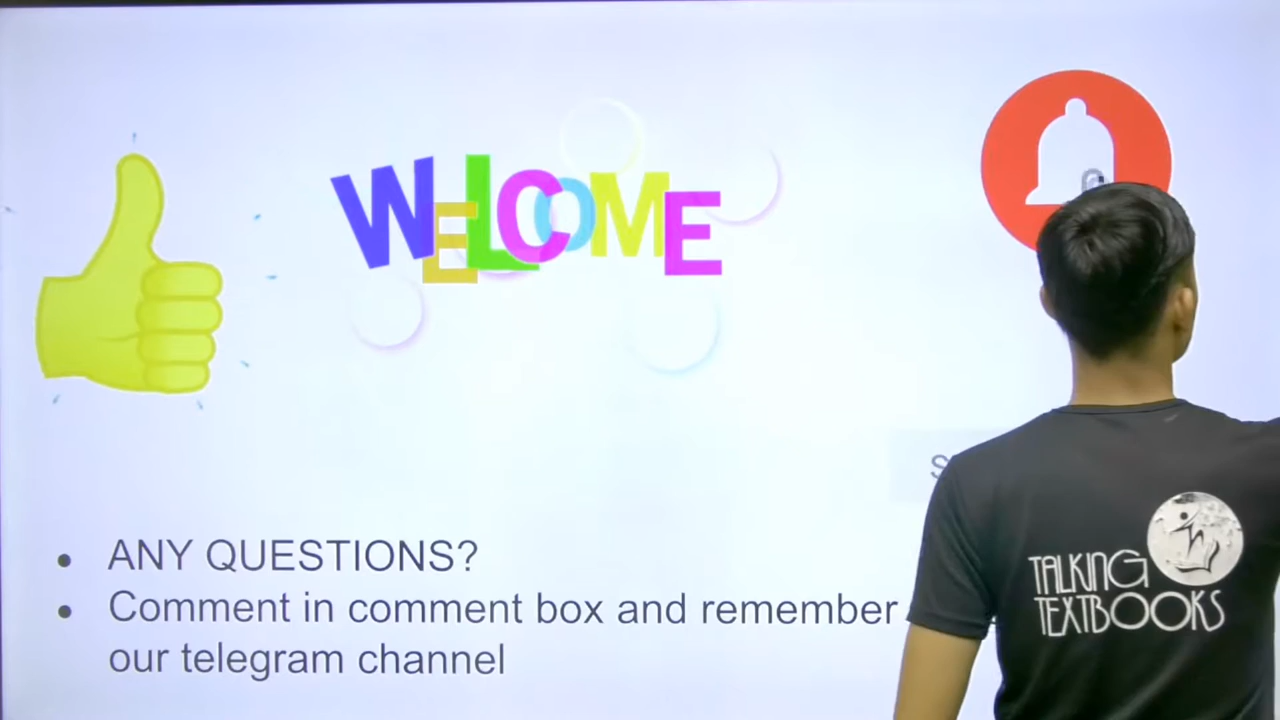 WELCOME
ANY QUESTIONS?
Comment in comment box and remember
our telegram channel
TALKING
TEXTBOOKS